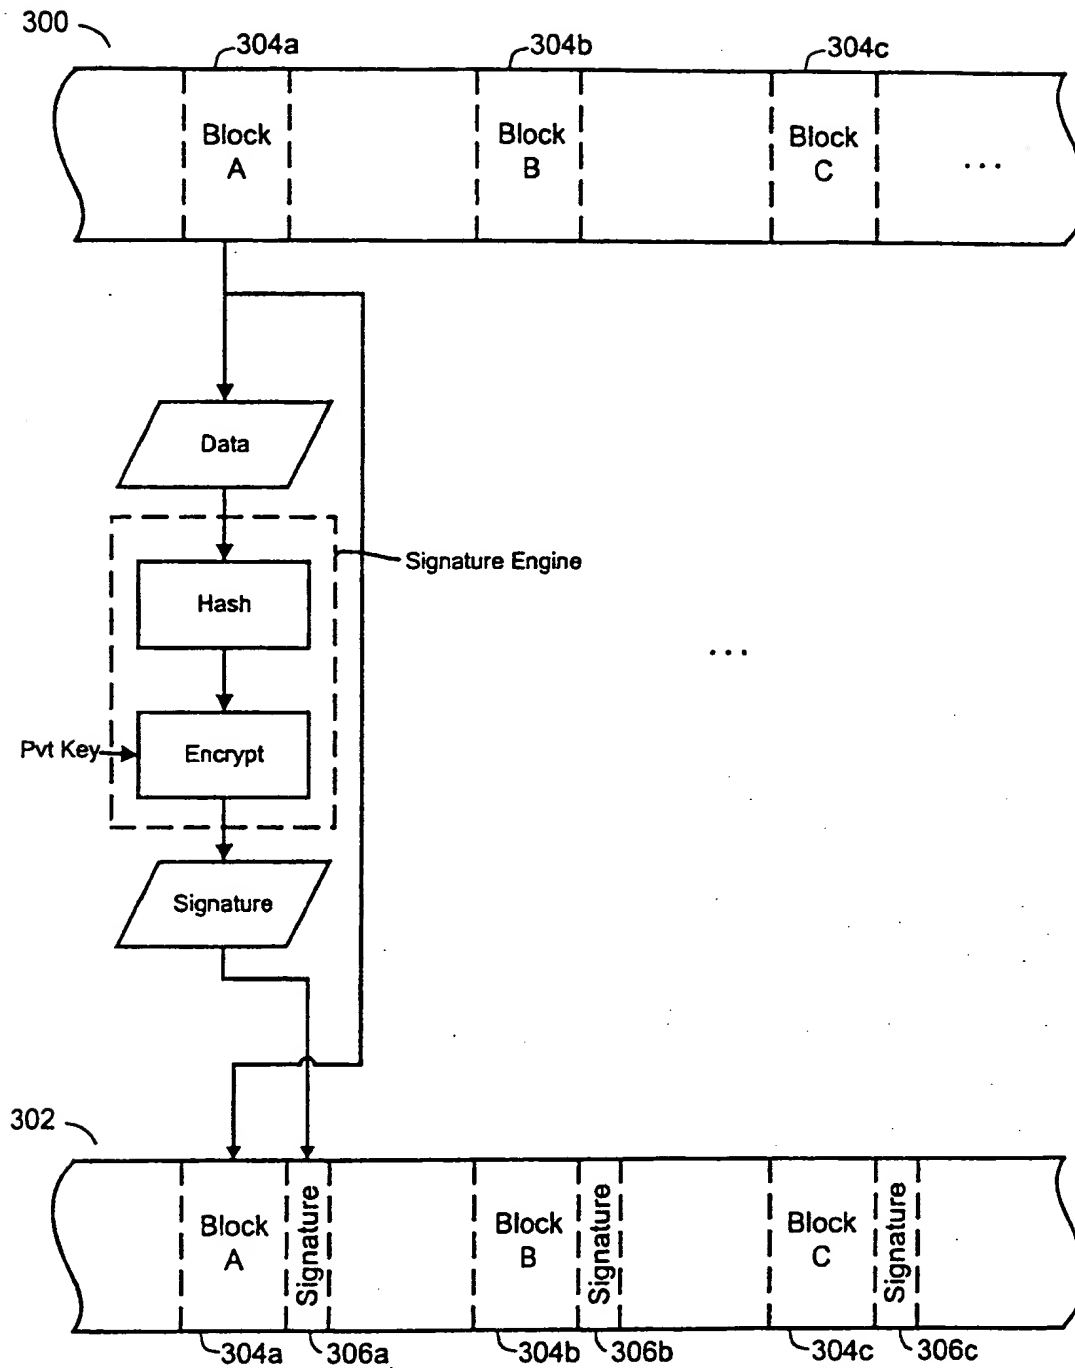 300
304a
304b
304c
Block
A
Block
B
Block
C
...
Data
Signature Engine
Hash
...
Pvt Key
Encrypt
Signature
302
Block
A
Signature
Block
B
Signature
Block
C
Signature
304a
306a
304b
306b
304c
306c